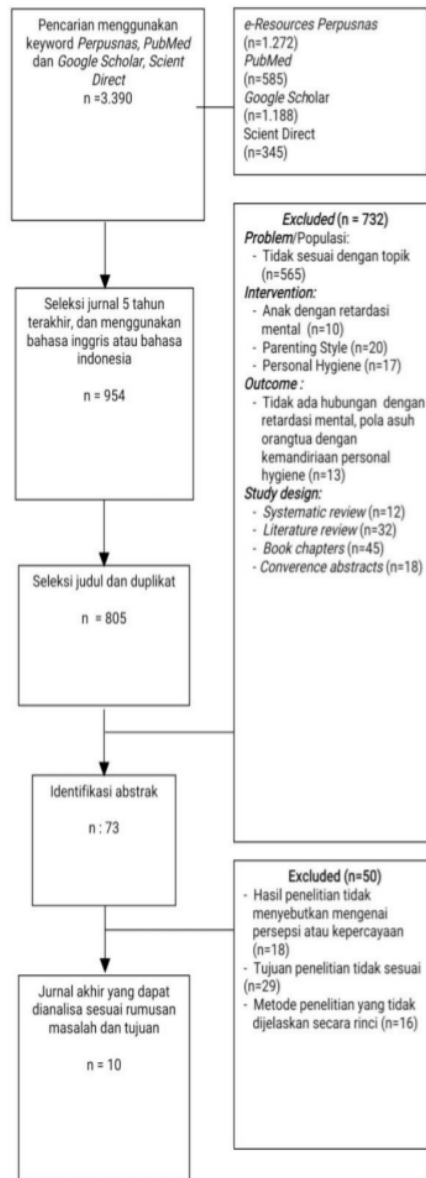 Pencarian menggunakan
keyword Perpusnas, PubMed
dan Google Scholar, Scient
Direct
n =3.390
e-Resources Perpusnas
(n=1.272)
PubMed
(n=585)
Google Scholar
(n=1.188)
Scient Direct
(n=345)
Seleksi jurnal 5 tahun
terakhir, dan menggunakan
bahasa inggris atau bahasa
indonesia
n = 954
Excluded (n = 732)
Problem/Populasi:
- Tidak sesuai dengan topik
(n=565)
Intervention:
- Anak dengan retardasi
mental (n=10)
- Parenting Style (n=20)
- Personal Hygiene (n=17)
Outcome :
- Tidak ada hubungan dengan
retardasi mental, pola asuh
orangtua dengan
kemandiriaan personal
hygiene (n=13)
Study design:
- Systematic review (n=12)
- Literature review (n=32)
- Book chapters (n=45)
- Converence abstracts (n=18)
Seleksi judul dan duplikat
n = 805
Identifikasi abstrak
n : 73
Excluded (n=50)
- Hasil penelitian tidak
menyebutkan mengenai
persepsi atau kepercayaan
(n=18)
- Tujuan penelitian tidak sesuai
(n=29)
- Metode penelitian yang tidak
dijelaskan secara rinci (n=16)
Jurnal akhir yang dapat
dianalisa sesuai rumusan
masalah dan tujuan
n = 10